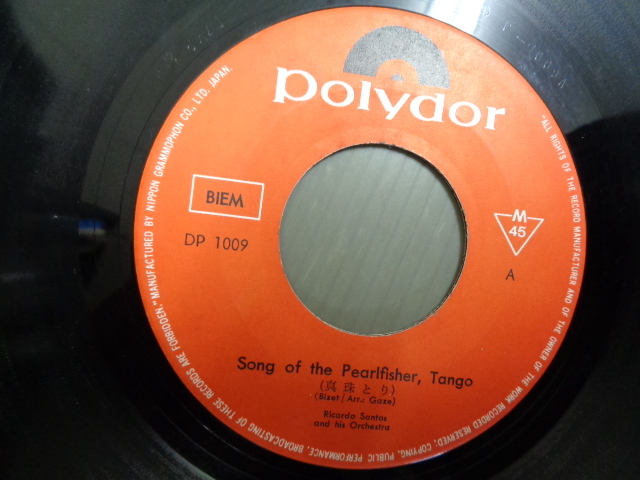 polydor
BIEM
DP 1009
M
45
A
Song of the Pearlfisher, Tango
(真珠とり)
(Bizet/Arr.: Gaze)
Ricardo Santos
and his Orchestra
"ALL RIGHTS OF THE RECORD MANUFACTURER AND OF THE OWNER OF THE WORK RECORDED RESERVED. COPYING, PUBLIC PERFORMANCE, BROADCASTING OF THESE RECORDS ARE FORBIDDEN." MANUFACTURED BY NIPPON GRAMMOPHON CO., LTD. JAPAN.